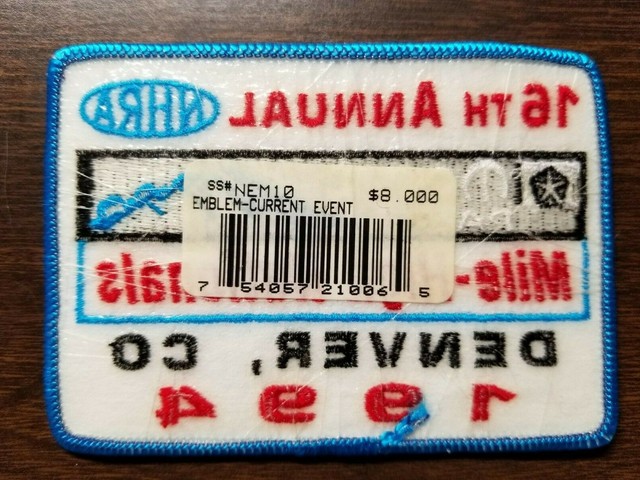 16TH ANNUAL NHRA
SS# NEM10 $8.000
EMBLEM-CURRENT EVENT
7 54057 21006 5
Mile-
DENVER, CO
1994